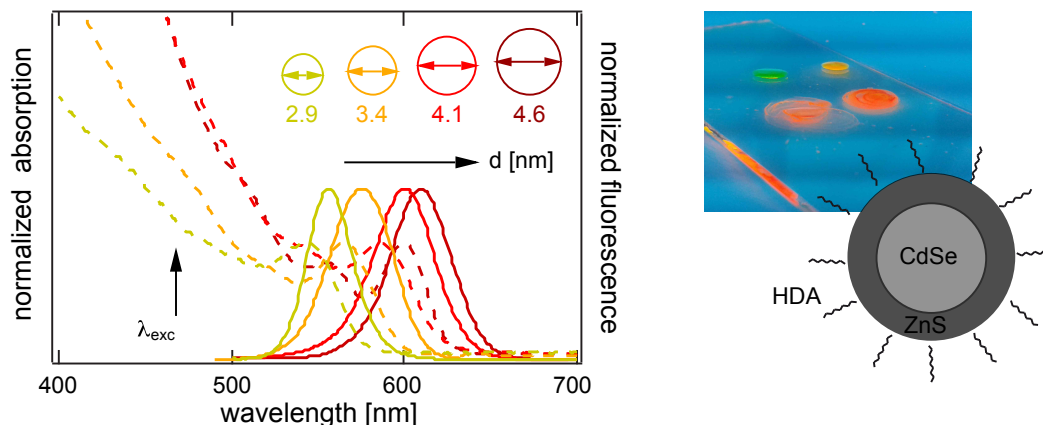 normalized absorption
2.9 3.4 4.1 4.6
d [nm]
λexc
400 500 600 700
wavelength [nm]
normalized fluorescence
CdSe
HDA
ZnS